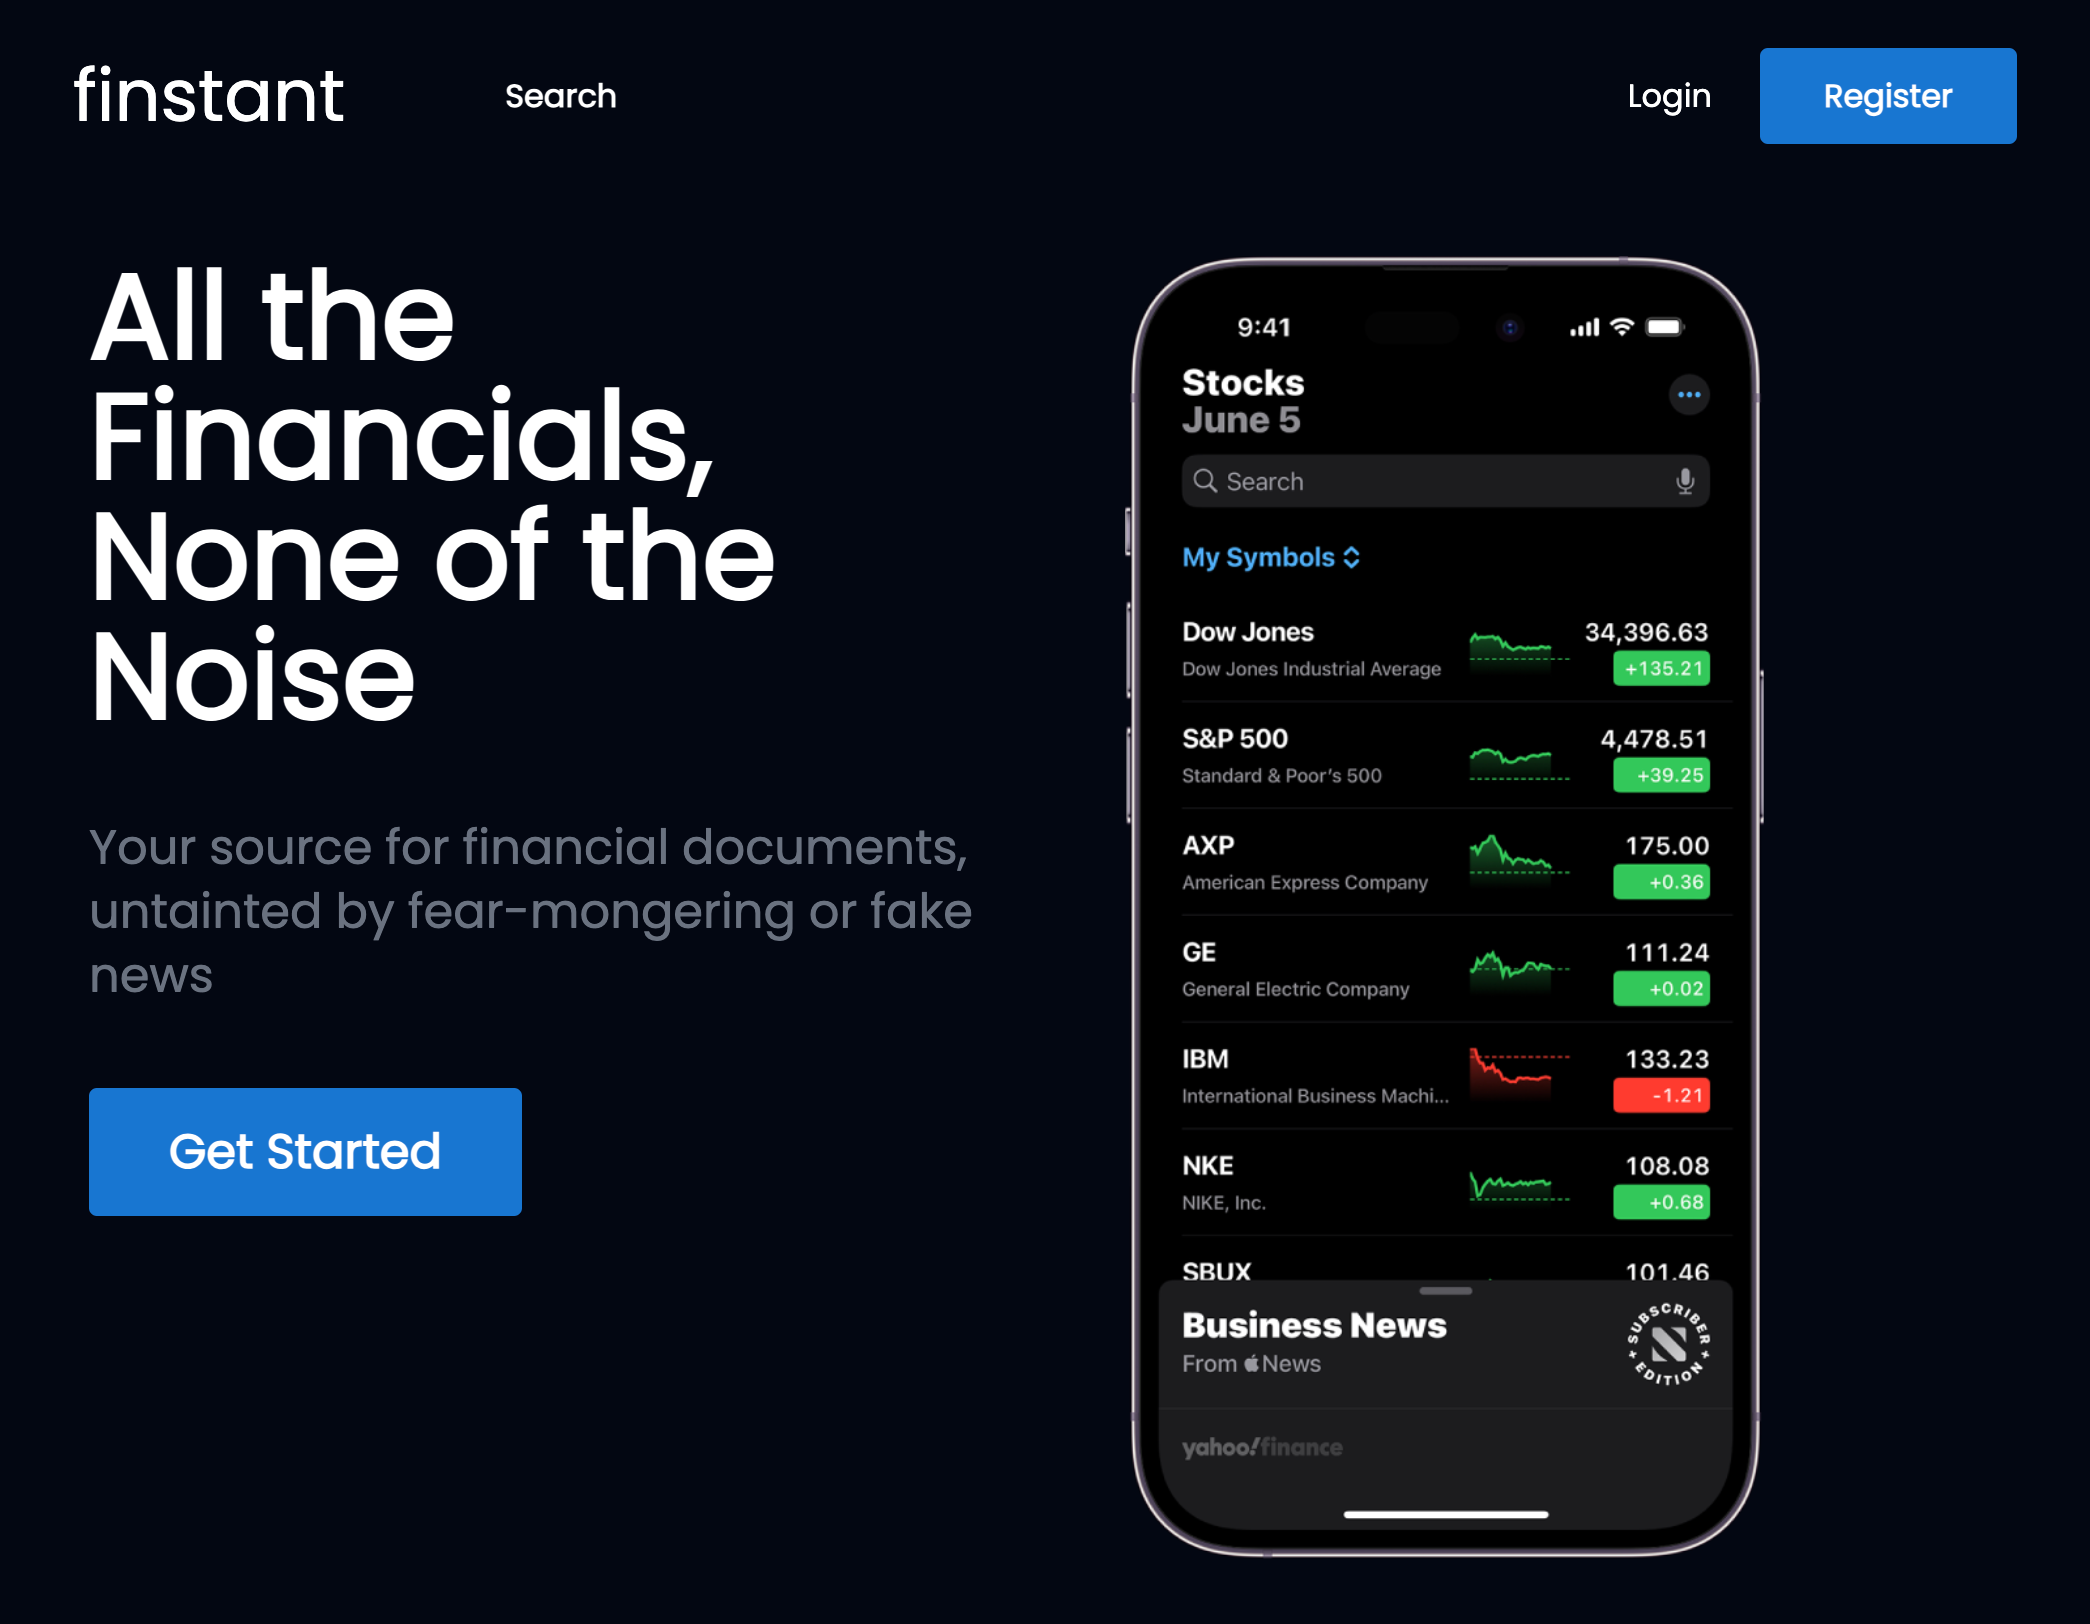 finstant
Search
Login
Register
All the
Financials,
None of the
Noise
Your source for financial documents,
untainted by fear-mongering or fake
news
Get Started
9:41
Stocks
June 5
Search
My Symbols
Dow Jones
34,396.63
Dow Jones Industrial Average
+135.21
S&P 500
4,478.51
Standard & Poor’s 500
+39.25
AXP
175.00
American Express Company
+0.36
GE
111.24
General Electric Company
+0.02
IBM
133.23
International Business Machi...
-1.21
NKE
108.08
NIKE, Inc.
+0.68
SBUX
101.46
Business News
From News
SUBSCRIBER
+ EDITION +
yahoo!finance